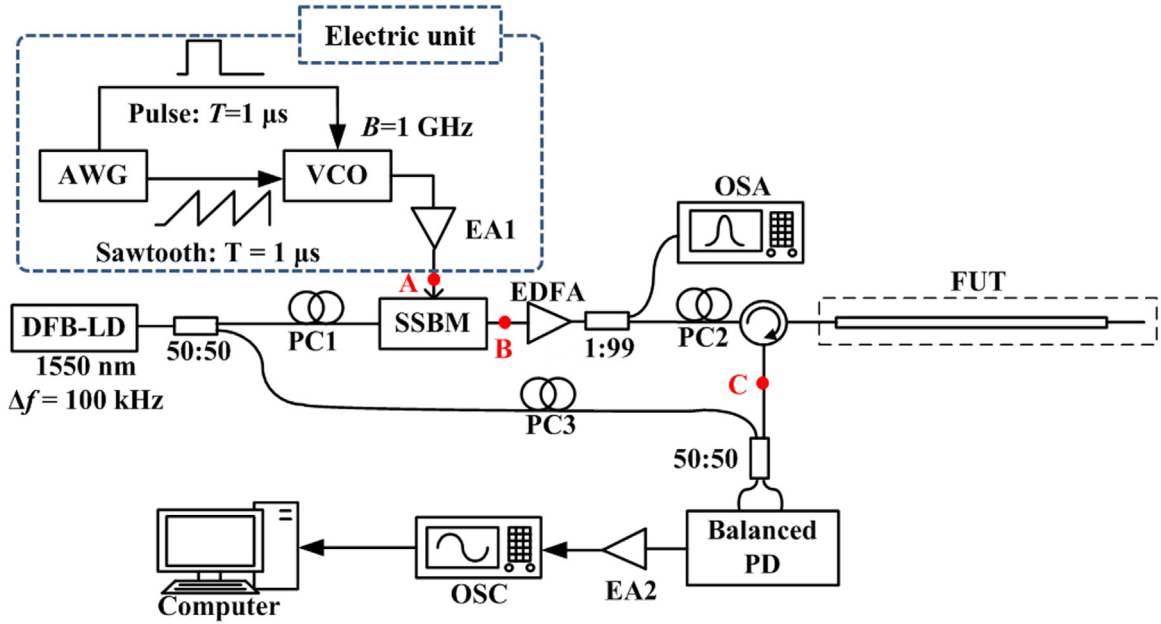 Electric unit
Pulse: T=1 μs
B=1 GHz
AWG
VCO
EA1
Sawtooth: T = 1 μs
OSA
A
EDFA
FUT
DFB-LD
50:50
PC1
SSBM
B
1:99
PC2
1550 nm
Δf = 100 kHz
C
PC3
50:50
Balanced
PD
OSC
EA2
Computer